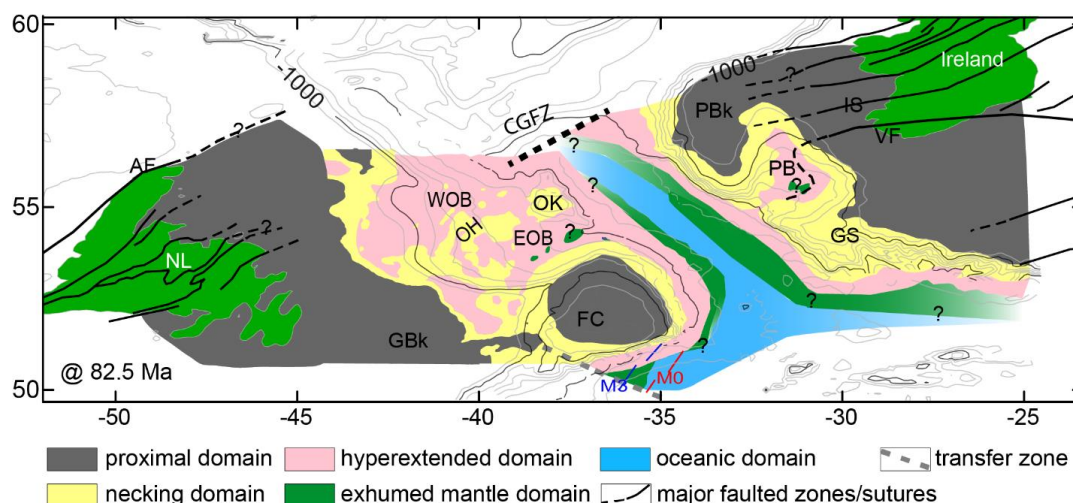 60
55
50
-50
-45
-40
-35
-30
-25
-1000
-1000
CGFZ
Ireland
PBk
IS
VF
?
?
AF
?
PB
?
WOB
OK
OH
EOB
?
GS
?
NL
?
?
FC
GBk
?
?
M3
M0
@ 82.5 Ma
proximal domain
hyperextended domain
oceanic domain
transfer zone
necking domain
exhumed mantle domain
major faulted zones/sutures